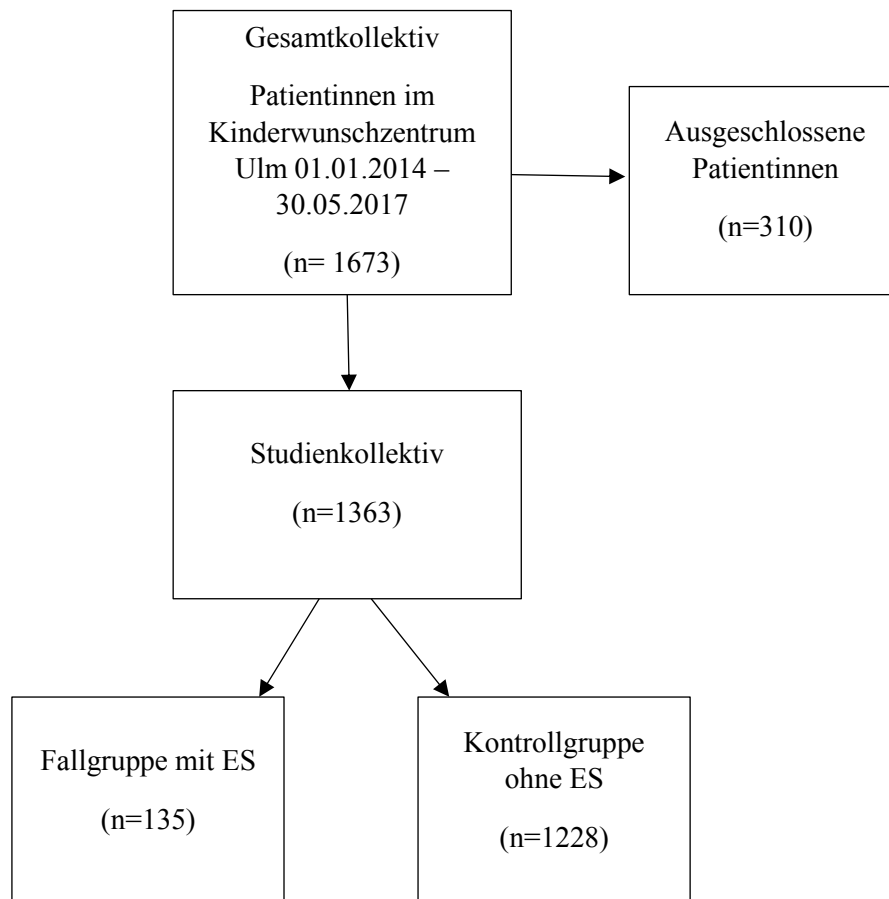 Gesamtkollektiv
Patientinnen im
Kinderwunschzentrum
Ulm 01.01.2014 –
30.05.2017
(n= 1673)
Ausgeschlossene
Patientinnen
(n=310)
Studienkollektiv
(n=1363)
Fallgruppe mit ES
(n=135)
Kontrollgruppe
ohne ES
(n=1228)